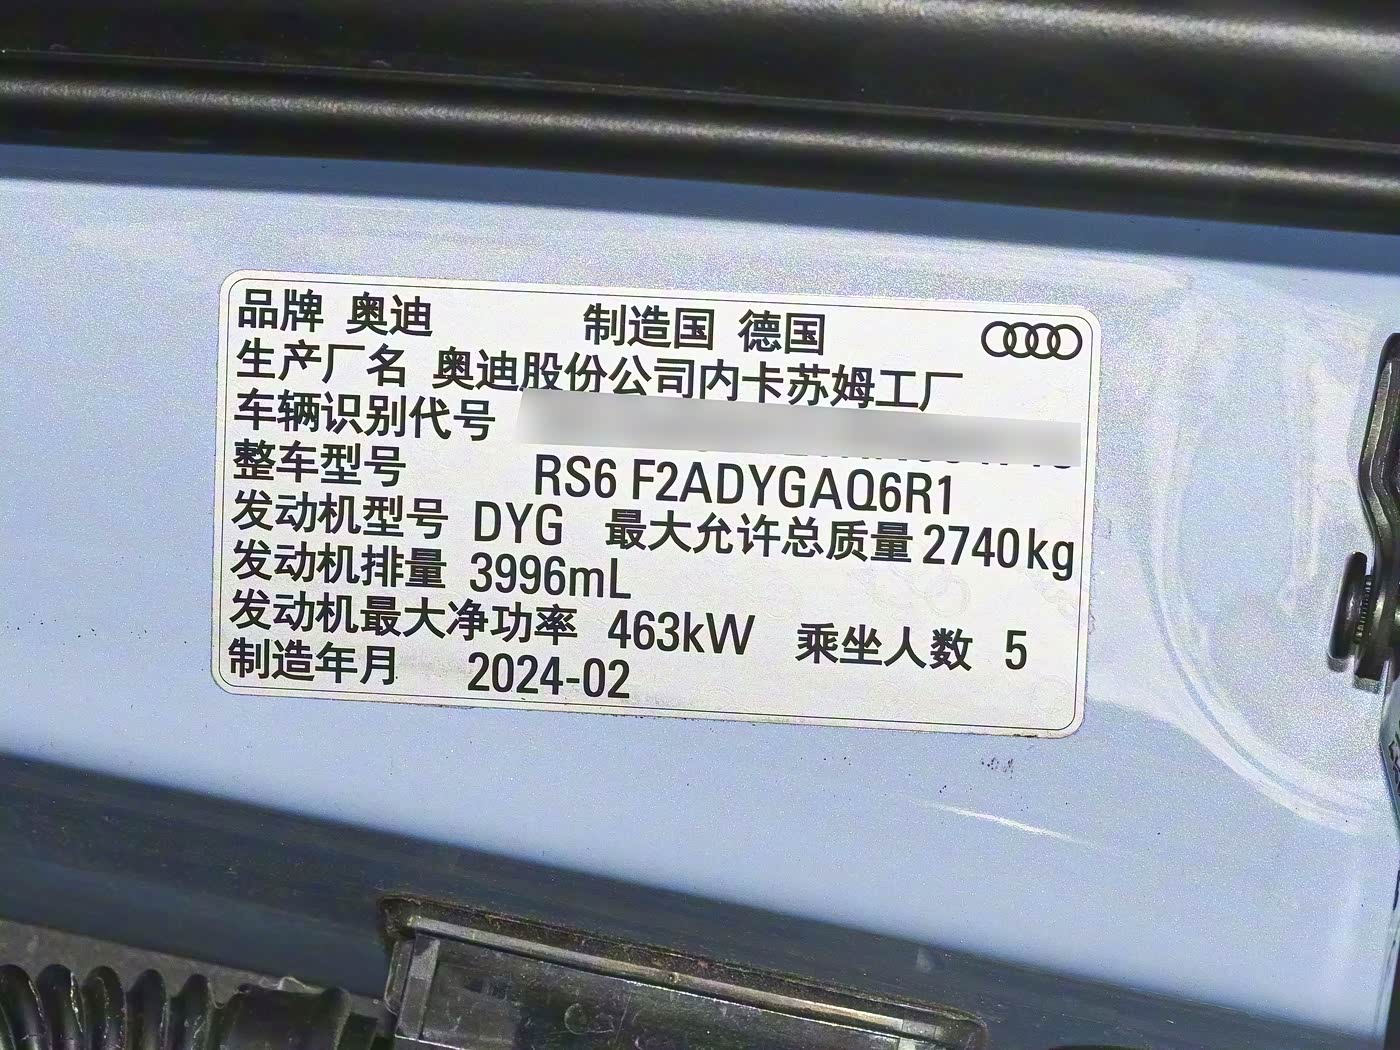 品牌 奥迪 制造国 德国
生产厂名 奥迪股份公司内卡苏姆工厂
车辆识别代号
整车型号 RS6 F2ADYGAQ6R1
发动机型号 DYG 最大允许总质量 2740kg
发动机排量 3996mL
发动机最大净功率 463kW 乘坐人数 5
制造年月 2024-02